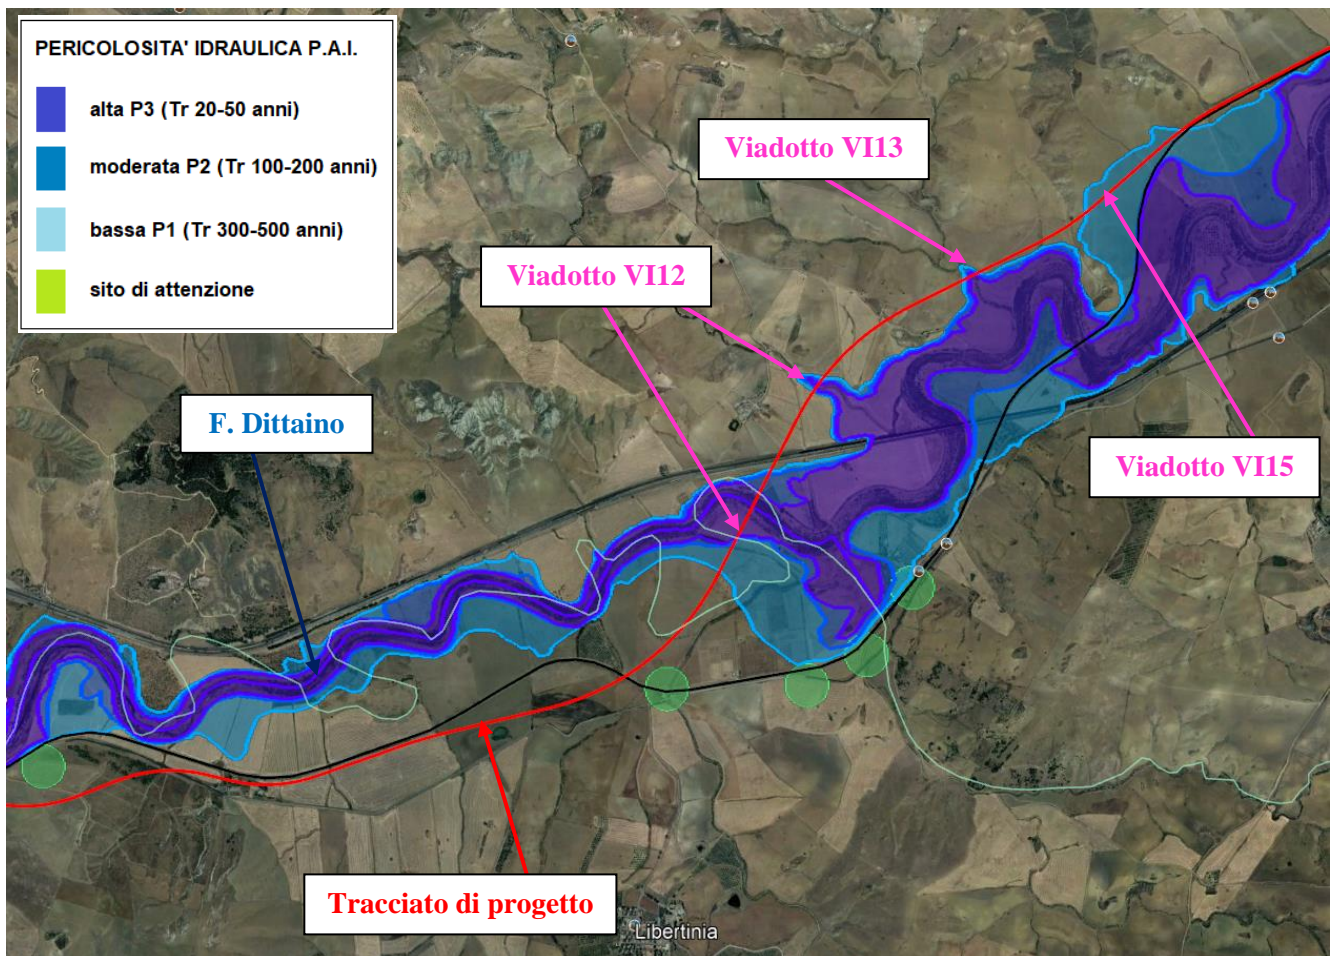 PERICOLOSITA' IDRAULICA P.A.I.
alta P3 (Tr 20-50 anni)
moderata P2 (Tr 100-200 anni)
bassa P1 (Tr 300-500 anni)
sito di attenzione
Viadotto VI13
Viadotto VI12
F. Dittaino
Viadotto VI15
Tracciato di progetto
Libertinia